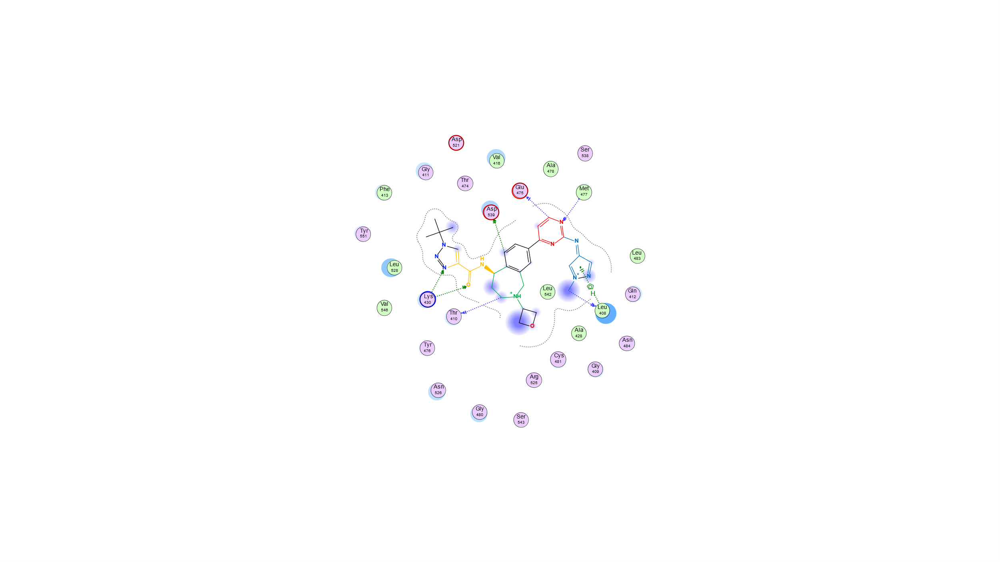 Asp
521
Ser
538
Val
416
Ala
478
Gly
411
Thr
474
Glu
475
Met
477
Phe
413
Asp
539
N
Tyr
551
N
N
N
Leu
483
N
H
N
Leu
528
N
N
+
N
O
H
Gln
412
Leu
542
+
NH
Lys
430
Val
546
Leu
408
Thr
410
O
Ala
428
Asn
484
Tyr
476
Cys
481
Gly
409
Arg
525
Asn
526
Gly
480
Ser
543